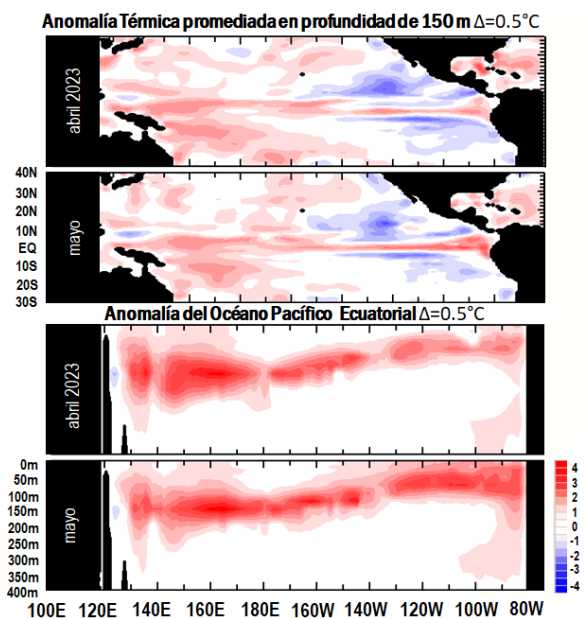 Anomalía Térmica promediada en profundidad de 150 m Δ=0.5°C
abril 2023
mayo
40N
30N
20N
10N
EQ
10S
20S
30S
Anomalía del Océano Pacífico Ecuatorial Δ=0.5°C
abril 2023
mayo
0m
50m
100m
150m
200m
250m
300m
350m
400m
4
3
2
1
0
-1
-2
-3
-4
100E 120E 140E 160E 180E 160W 140W 120W 100W 80W